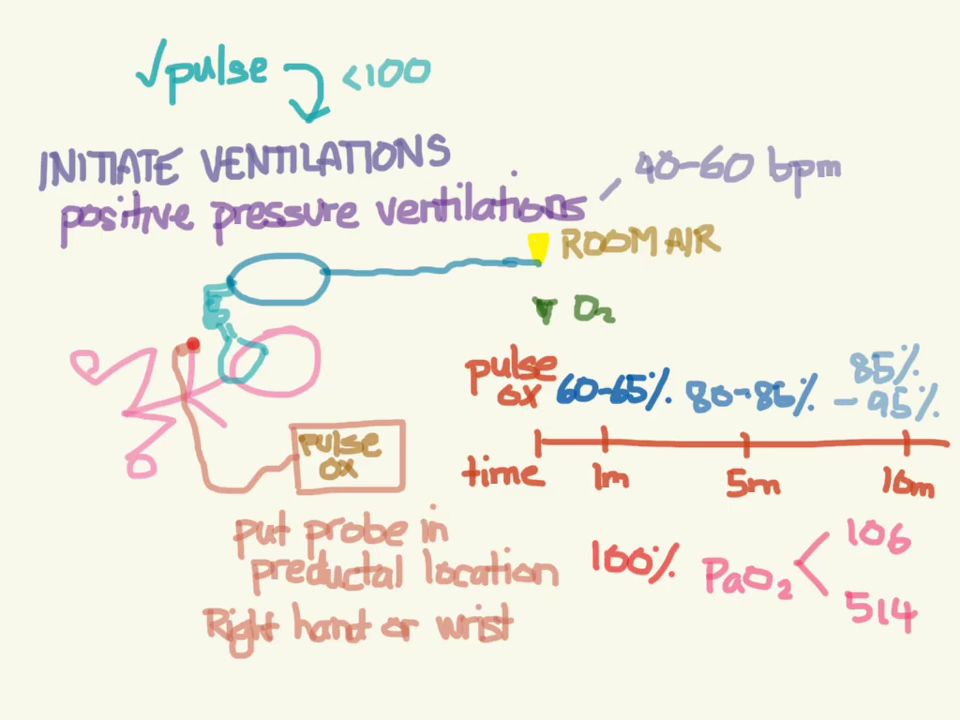 √pulse <100
INITIATE VENTILATIONS
positive pressure ventilations 40-60 bpm
ROOM AIR
O2
pulse ox 60-65% 80-85% 85% - 95%
time 1m 5m 10m
PULSE
OX
put probe in
preductal location
Right hand or wrist
100% PaO2 106
514